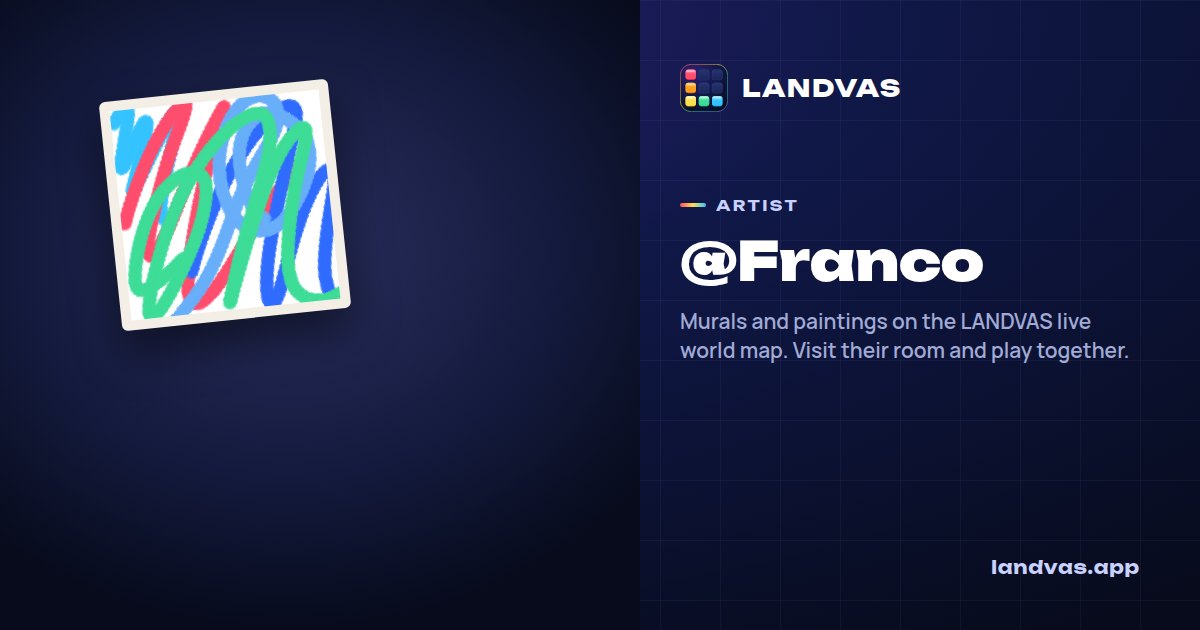 LANDVAS
ARTIST
@Franco
Murals and paintings on the LANDVAS live
world map. Visit their room and play together.
landvas.app